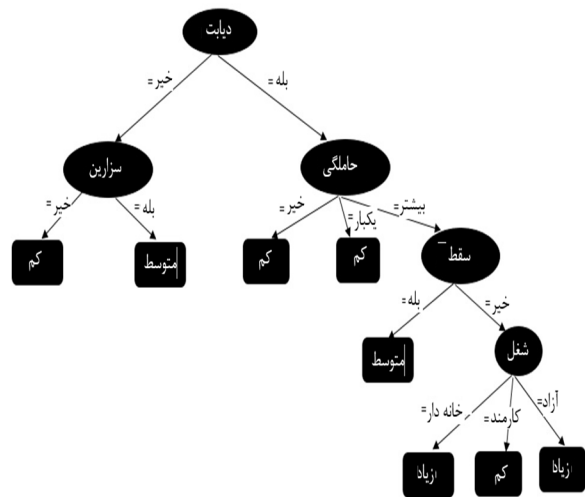 دیابت
=خیر
=بله
سزارین
حاملگی
=خیر
=بله
=خیر
=یکبار
=بیشتر
کم
متوسط
کم
کم
سقط
=بله
=خیر
متوسط
شغل
=خانه دار
=کارمند
=آزاد
زیاد
کم
زیاد